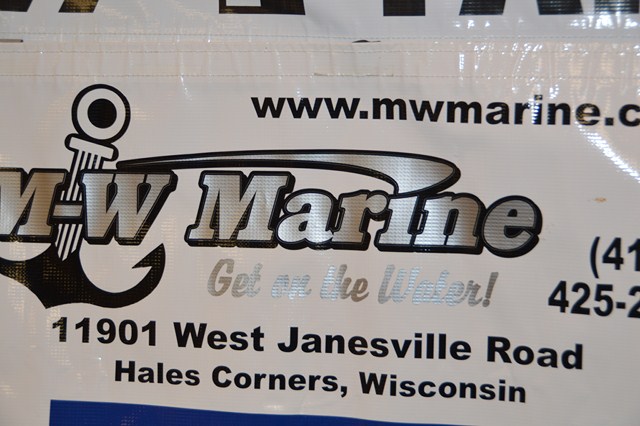 www.mwmarine.c
M-W Marine
Get on the Water!
(41
425-2
11901 West Janesville Road
Hales Corners, Wisconsin